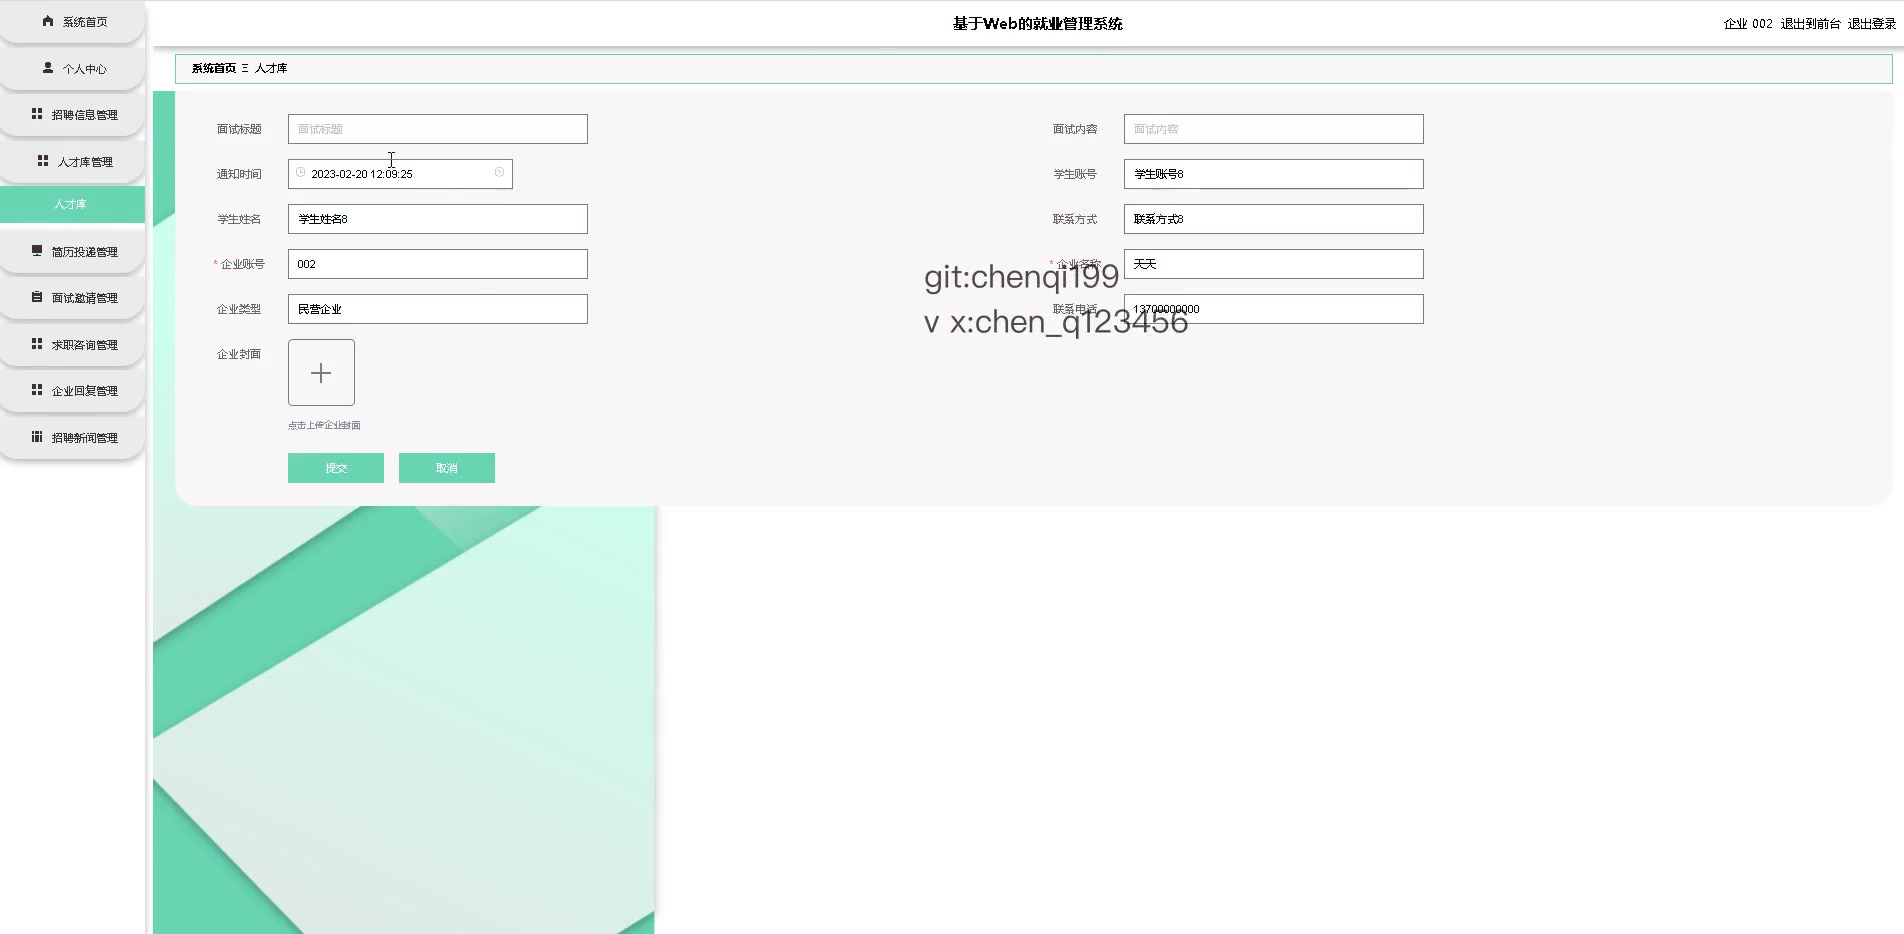 系统首页
个人中心
招聘信息管理
人才库管理
人才库
简历投递管理
面试邀请管理
求职咨询管理
企业回复管理
招聘新闻管理
基于Web的就业管理系统
企业 002 退出到前台 退出登录
系统首页 Ξ 人才库
面试标题 面试标题
面试内容 面试内容
通知时间 2023-02-20 12:09:25
学生账号 学生账号8
学生姓名 学生姓名8
联系方式 联系方式8
* 企业账号 002
* 企业名称 天天
企业类型 民营企业
联系电话 13700000000
git:chenqi199
v x:chen_q123456
企业封面
点击上传企业封面
提交 取消